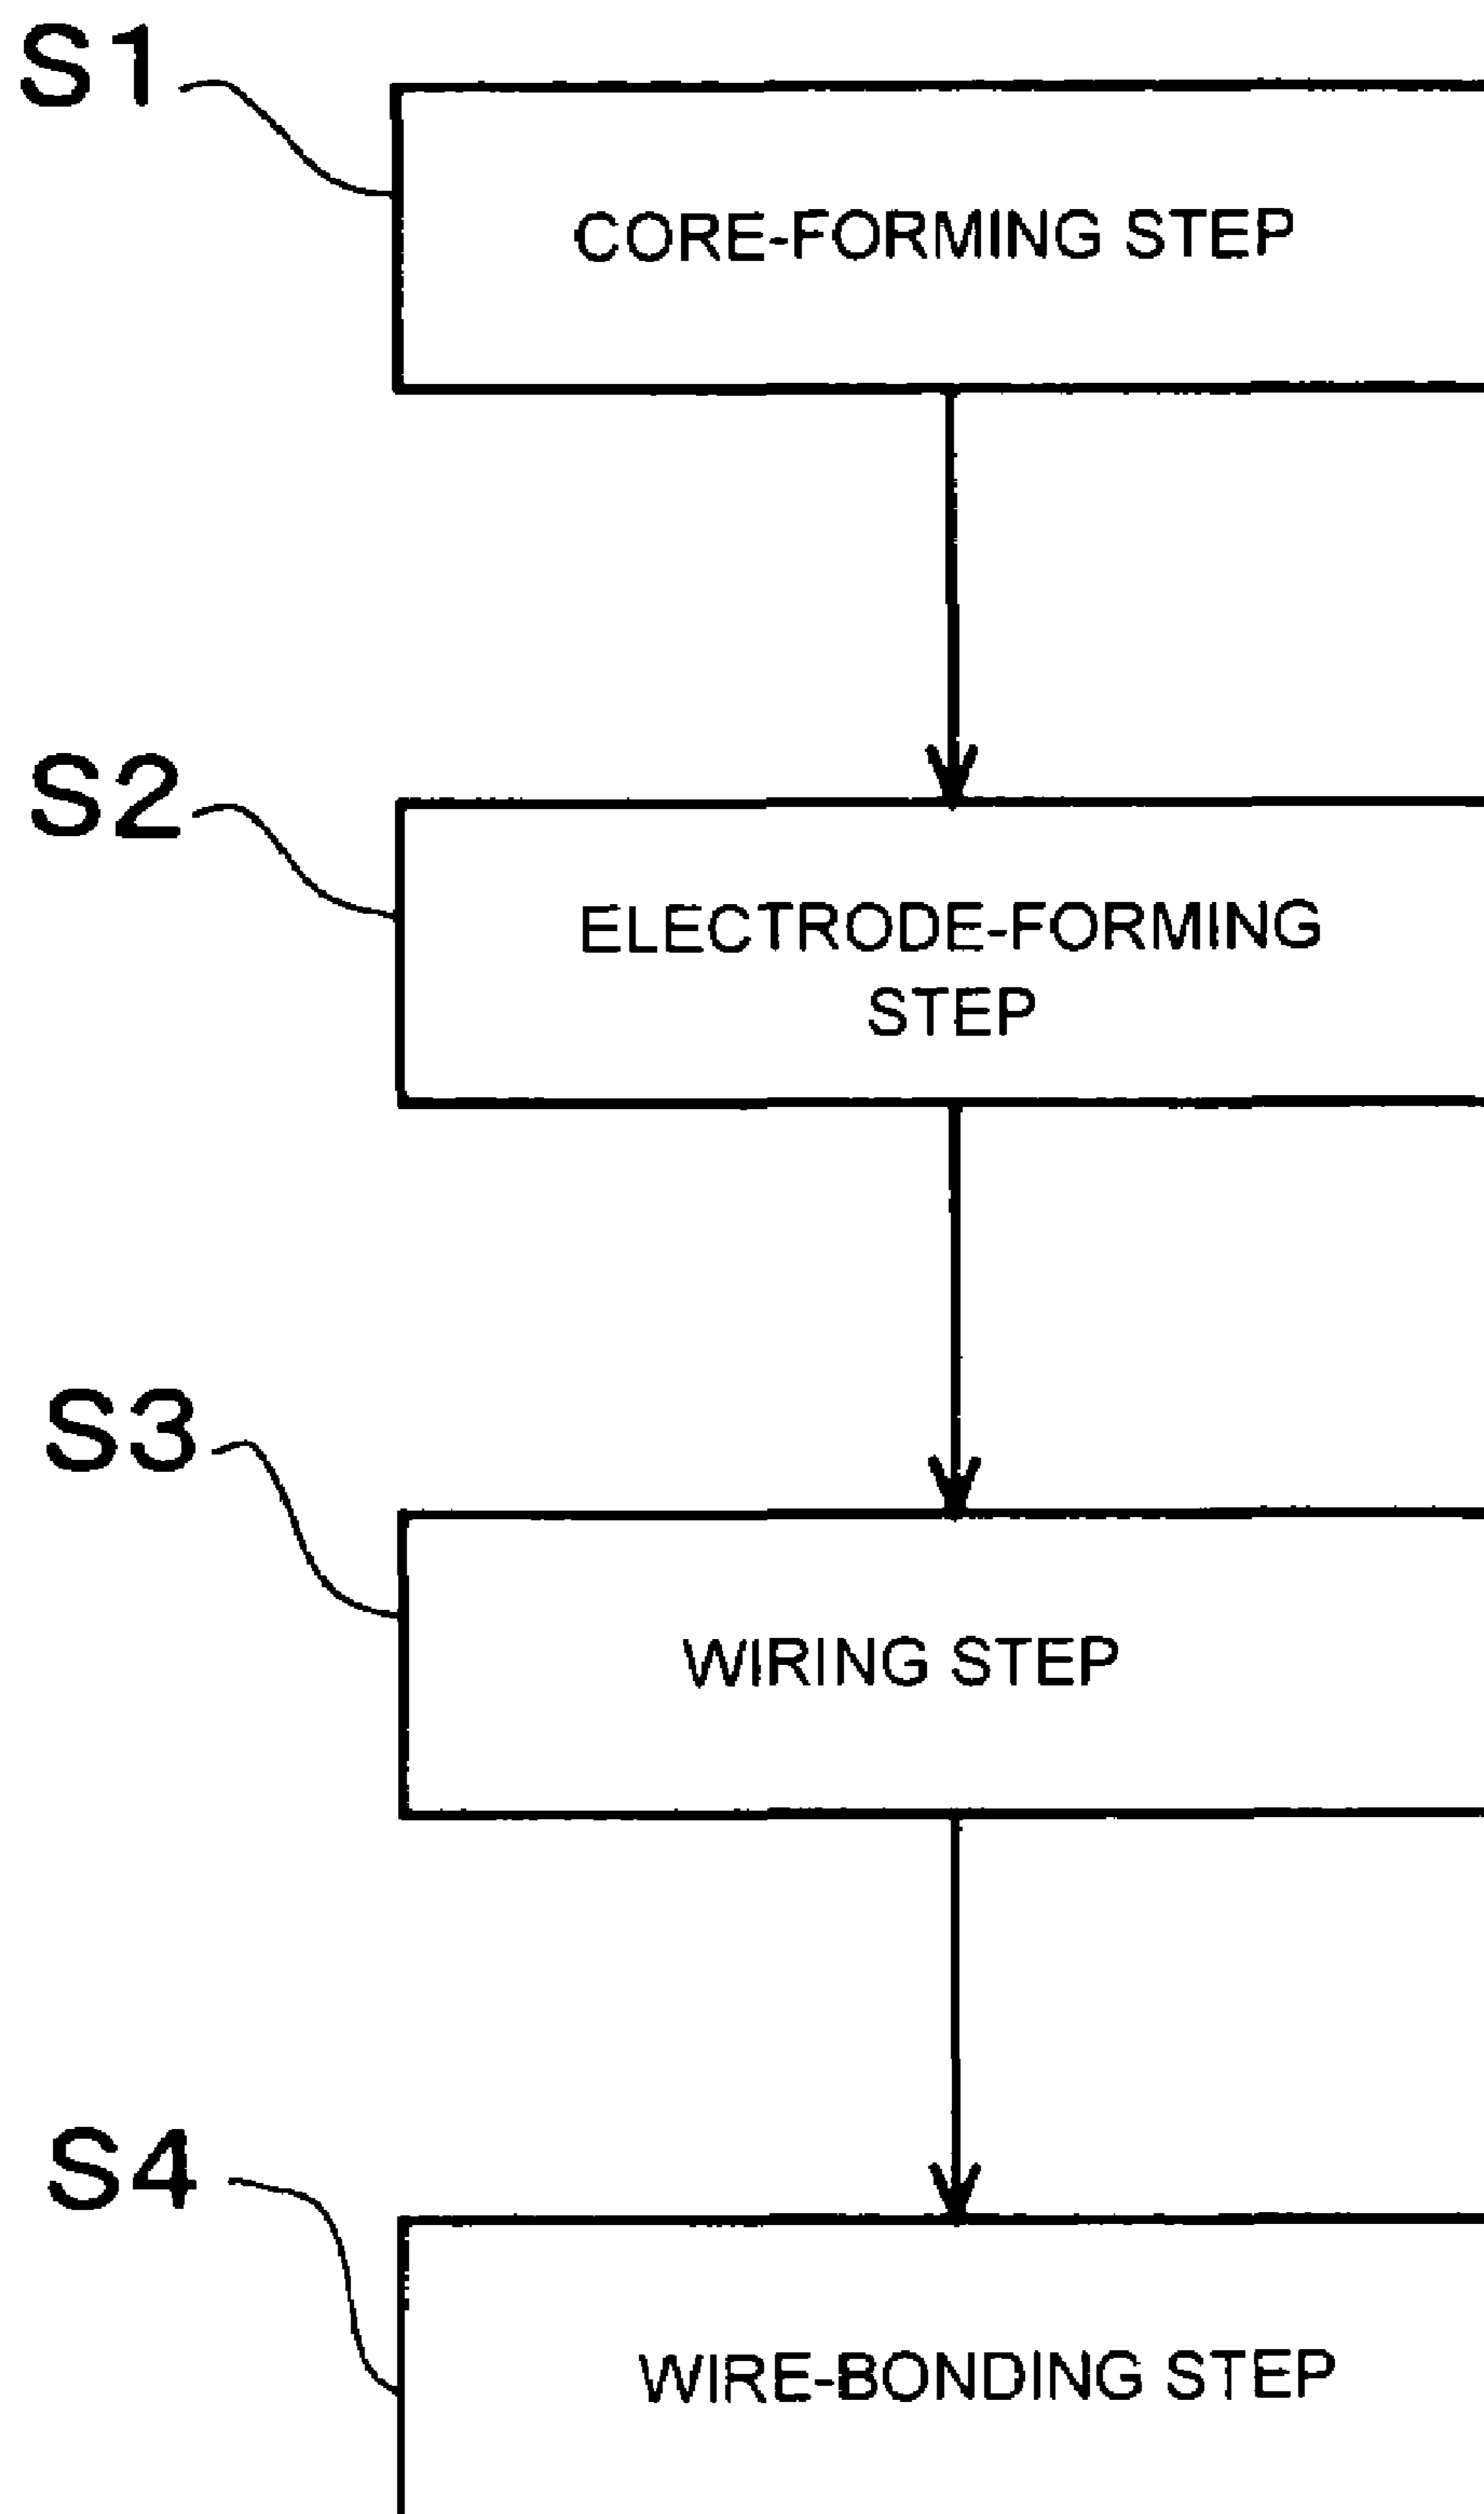 S1
CORE-FORMING STEP
S2
ELECTRODE-FORMING
STEP
S3
WIRING STEP
S4
WIRE-BONDING STEP